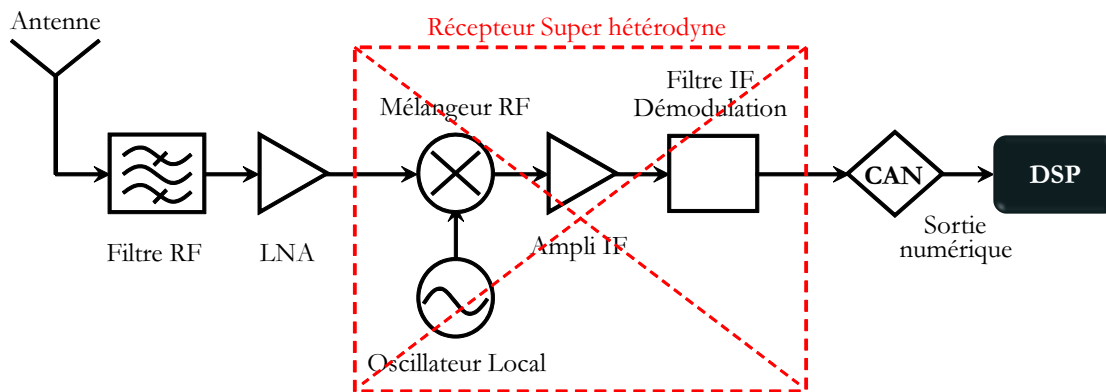 Antenne
Récepteur Super hétérodyne
Filtre IF
Démodulation
Mélangeur RF
CAN
DSP
Filtre RF
LNA
Ampli IF
Sortie
numérique
Oscillateur Local